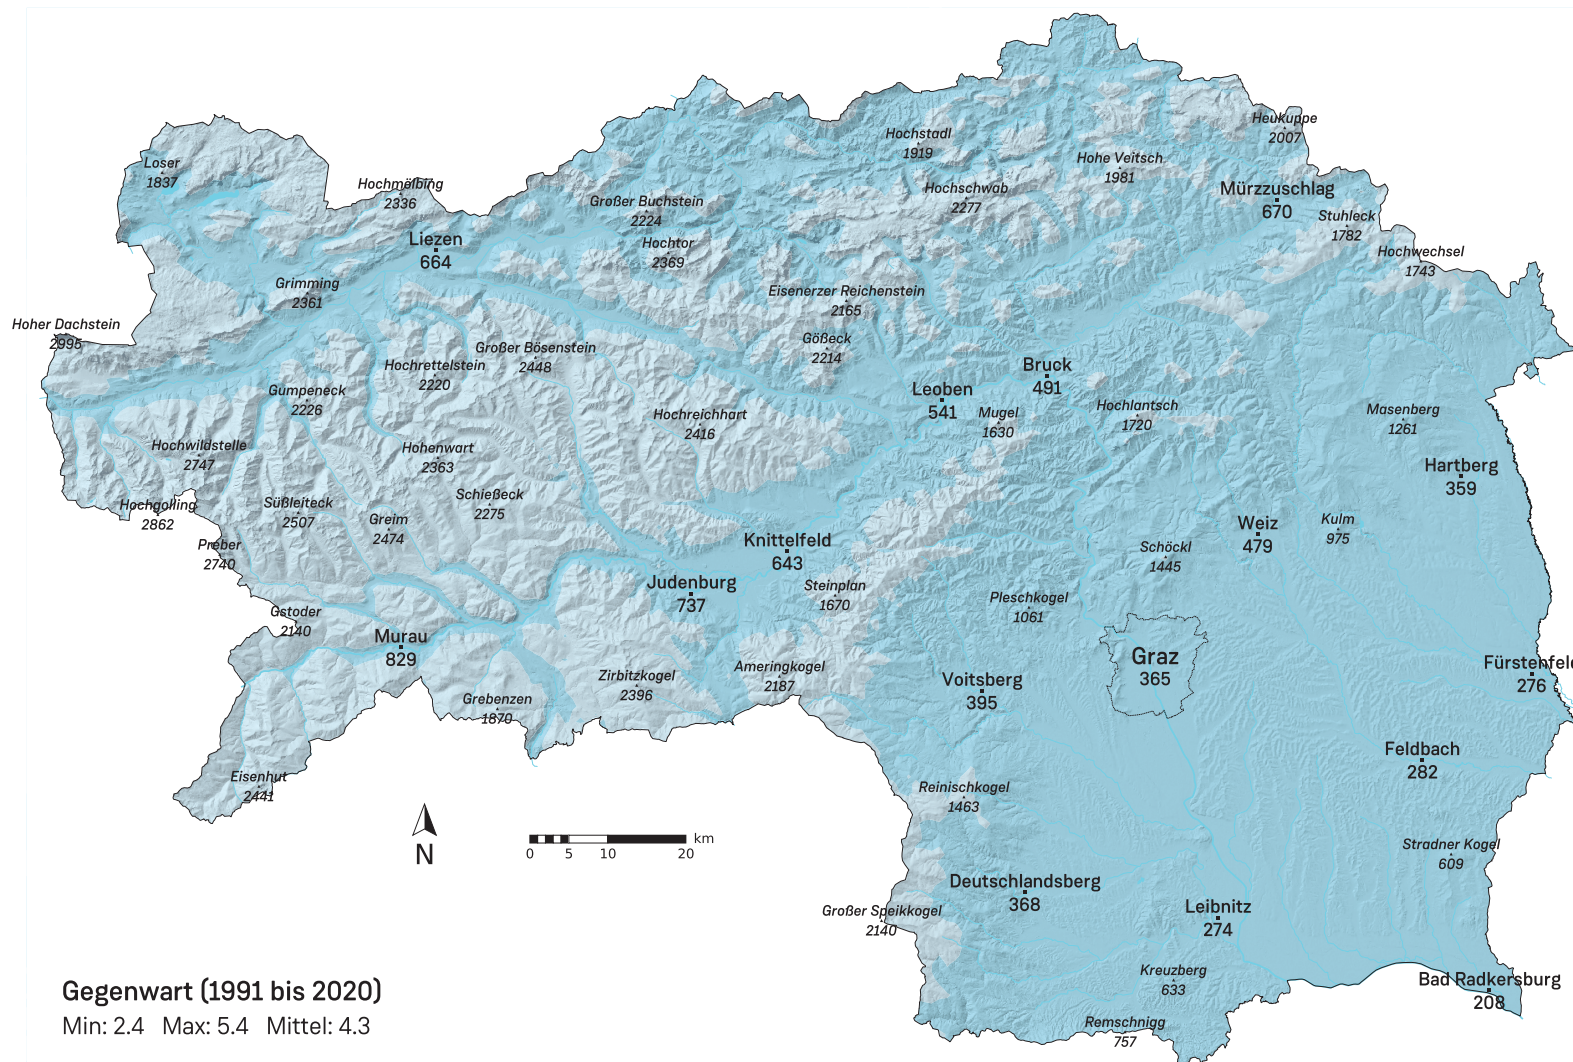 Heukuppe
2007
Hochstadl
1919
Loser
1837
Hohe Veitsch
1981
Hochmölbing
2336
Hochschwab
2277
Mürzzuschlag
670
Großer Buchstein
2224
Stuhleck
1782
Liezen
664
Hochtor
2369
Hochwechsel
1743
Grimming
2361
Eisenerzer Reichenstein
2165
Hoher Dachstein
2995
Gößeck
2214
Großer Bösenstein
2448
Hochrettelstein
2220
Bruck
491
Gumpeneck
2226
Leoben
541
Hochlantsch
1720
Masenberg
1261
Hochreichhart
2416
Mugel
1630
Hochwildstelle
2747
Hohenwart
2363
Hartberg
359
Schießeck
2275
Hochgolling
2862
Süßleiteck
2507
Greim
2474
Weiz
479
Kulm
975
Preber
2740
Knittelfeld
643
Schöckl
1445
Judenburg
737
Steinplan
1670
Pleschkogel
1061
Gstoder
2140
Murau
829
Graz
365
Fürstenfeld
276
Ameringkogel
2187
Zirbitzkogel
2396
Voitsberg
395
Grebenzen
1870
Feldbach
282
Eisenhut
2441
Reinischkogel
1463
N
km
0 5 10 20
Stradner Kogel
609
Deutschlandsberg
368
Großer Speikkogel
2140
Leibnitz
274
Kreuzberg
633
Bad Radkersburg
208
Gegenwart (1991 bis 2020)
Min: 2.4 Max: 5.4 Mittel: 4.3
Remschnigg
757